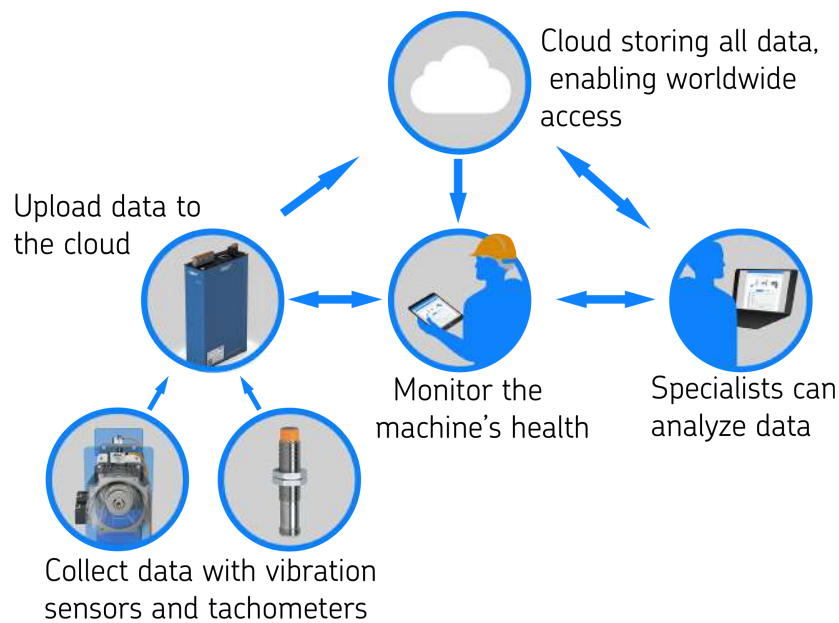 Cloud storing all data,
enabling worldwide
access
Upload data to
the cloud
Monitor the
machine's health
Specialists can
analyze data
Collect data with vibration
sensors and tachometers